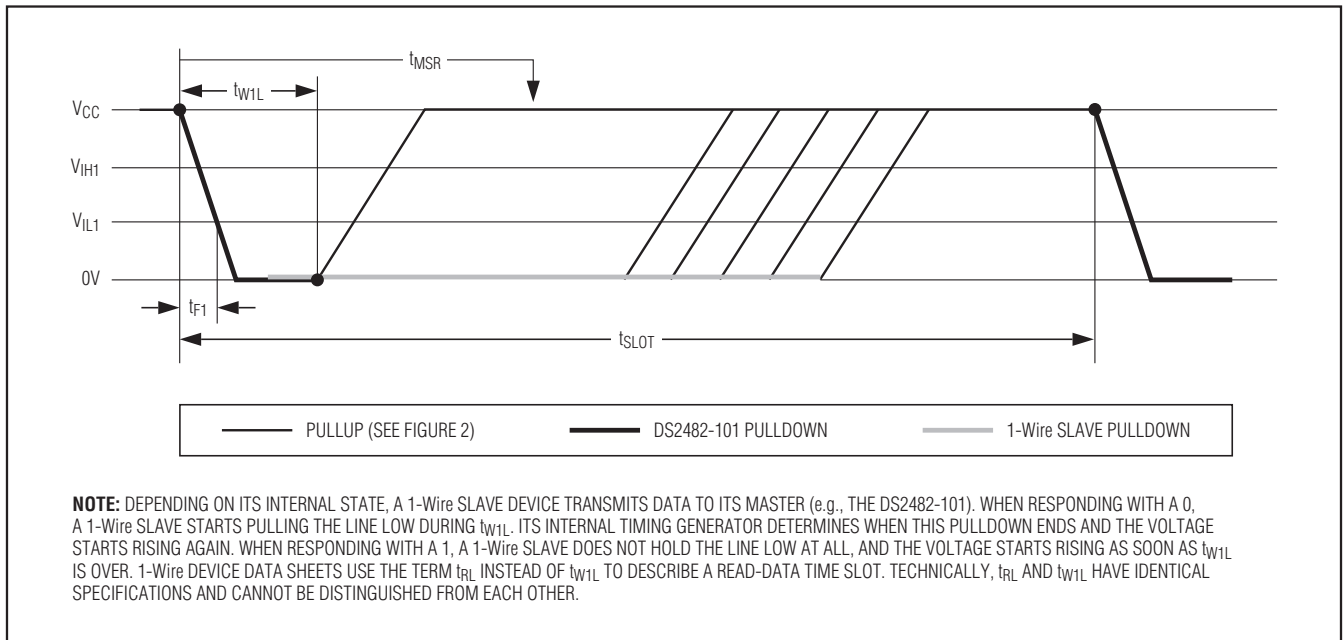 tMSR
tW1L
VCC
VIH1
VIL1
0V
tF1
tSLOT
PULLUP (SEE FIGURE 2)
DS2482-101 PULLDOWN
1-Wire SLAVE PULLDOWN
NOTE: DEPENDING ON ITS INTERNAL STATE, A 1-Wire SLAVE DEVICE TRANSMITS DATA TO ITS MASTER (e.g., THE DS2482-101). WHEN RESPONDING WITH A 0,
A 1-Wire SLAVE STARTS PULLING THE LINE LOW DURING tW1L. ITS INTERNAL TIMING GENERATOR DETERMINES WHEN THIS PULLDOWN ENDS AND THE VOLTAGE
STARTS RISING AGAIN. WHEN RESPONDING WITH A 1, A 1-Wire SLAVE DOES NOT HOLD THE LINE LOW AT ALL, AND THE VOLTAGE STARTS RISING AS SOON AS tW1L
IS OVER. 1-Wire DEVICE DATA SHEETS USE THE TERM tRL INSTEAD OF tW1L TO DESCRIBE A READ-DATA TIME SLOT. TECHNICALLY, tRL AND tW1L HAVE IDENTICAL
SPECIFICATIONS AND CANNOT BE DISTINGUISHED FROM EACH OTHER.